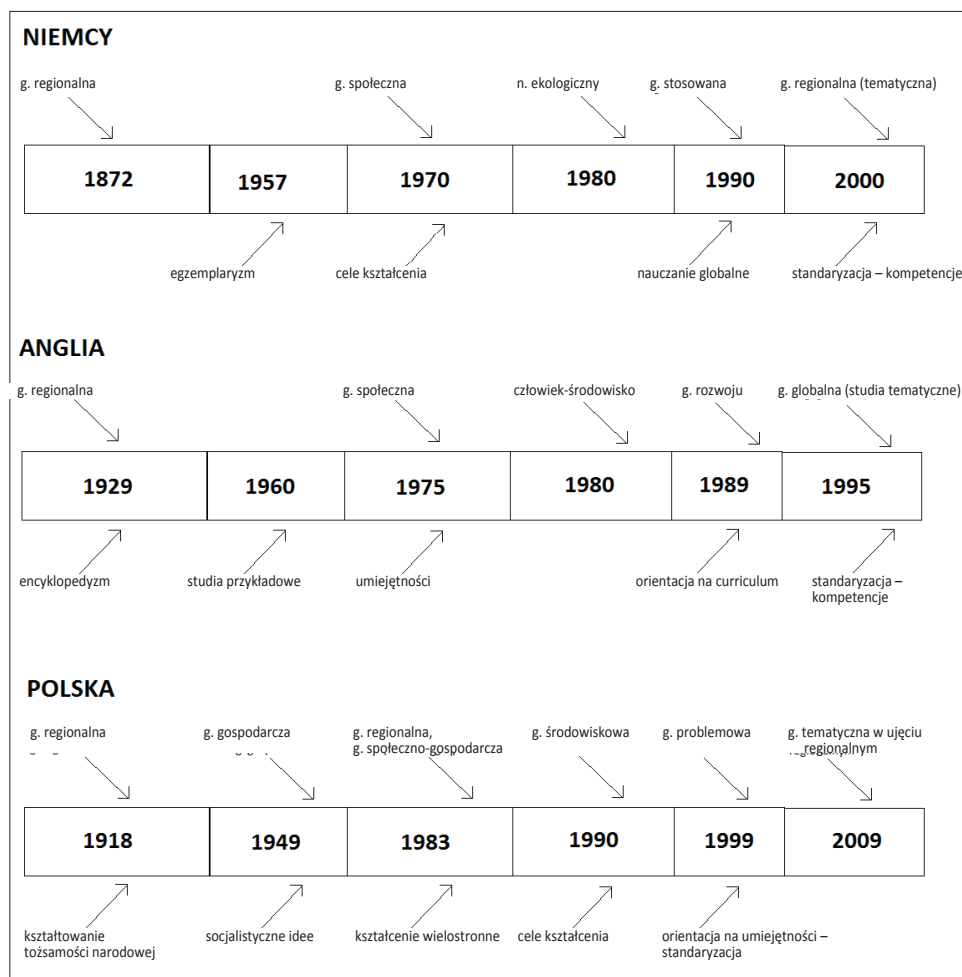 NIEMCY
g. regionalna
g. społeczna
n. ekologiczny
g. stosowana
g. regionalna (tematyczna)
1872
1957
1970
1980
1990
2000
egzemplaryzm
cele kształcenia
nauczanie globalne
standaryzacja – kompetencje
ANGLIA
g. regionalna
g. społeczna
człowiek-środowisko
g. rozwoju
g. globalna (studia tematyczne)
1929
1960
1975
1980
1989
1995
encyklopedyzm
studia przykładowe
umiejętności
orientacja na curriculum
standaryzacja –
kompetencje
POLSKA
g. regionalna
g. gospodarcza
g. regionalna,
g. społeczno-gospodarcza
g. środowiskowa
g. problemowa
g. tematyczna w ujęciu
regionalnym
1918
1949
1983
1990
1999
2009
kształtowanie
tożsamości narodowej
socjalistyczne idee
kształcenie wielostronne
cele kształcenia
orientacja na umiejętności –
standaryzacja